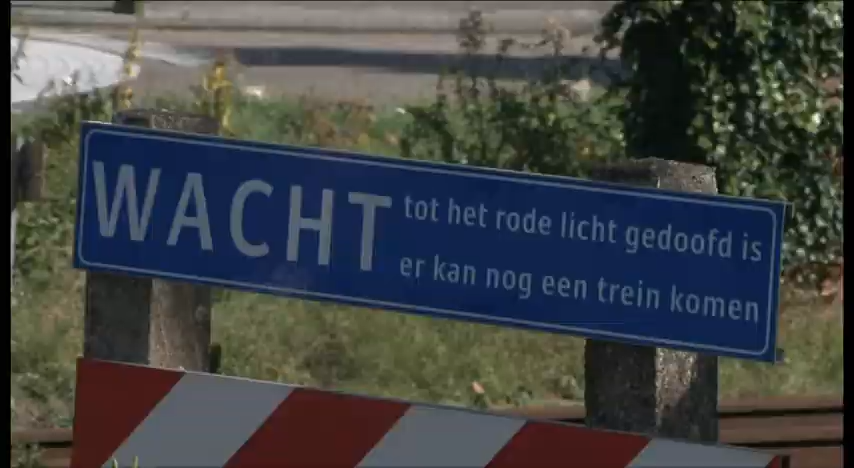 WACHT
tot het rode licht gedoofd is
er kan nog een trein komen